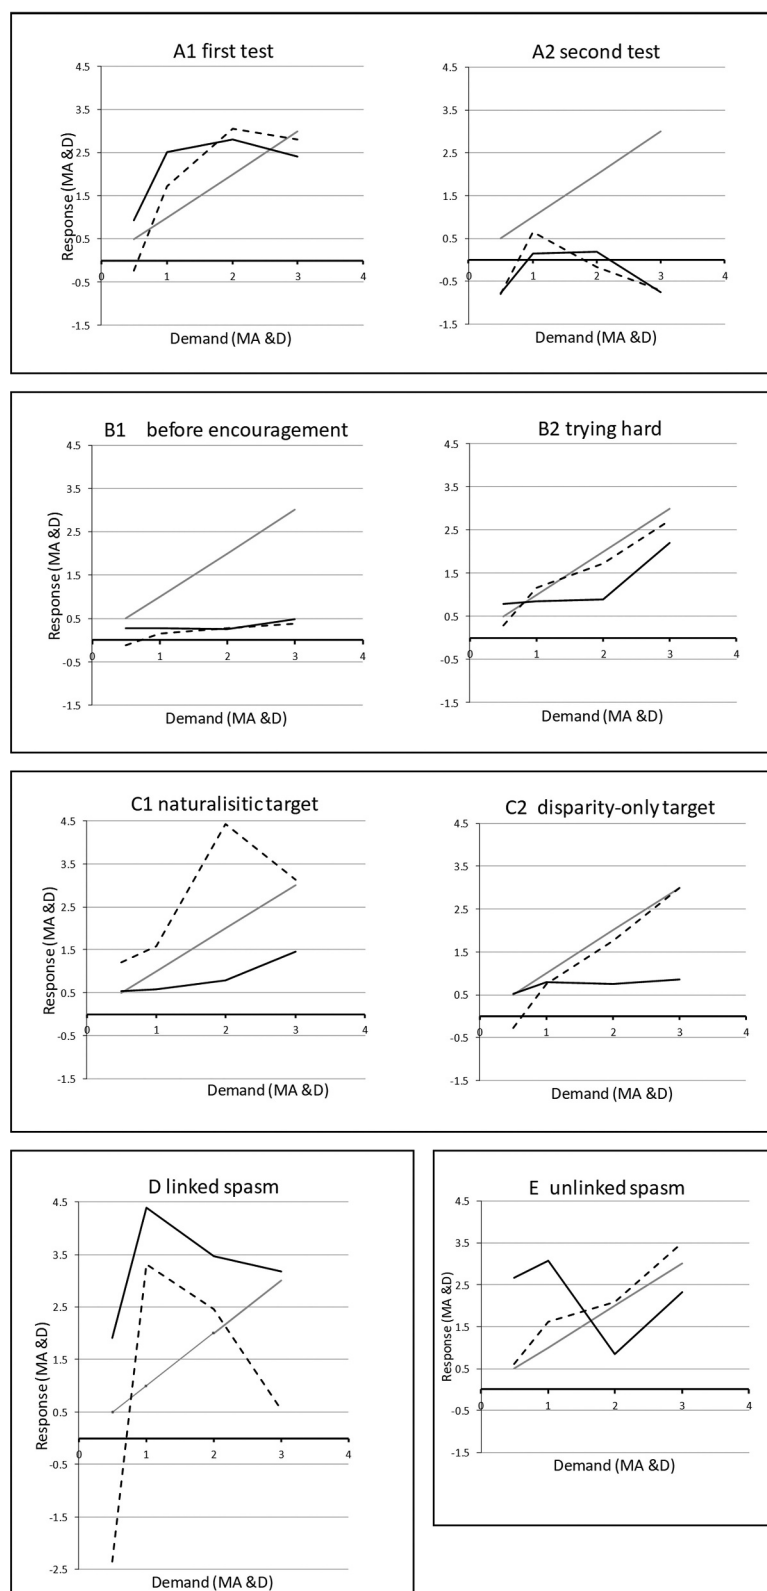 A1 first test
4.5
3.5
2.5
1.5
0.5
-0.5
-1.5
0 1 2 3 4
Response (MA &D)
Demand (MA &D)
A2 second test
4.5
3.5
2.5
1.5
0.5
-0.5
-1.5
0 1 2 3 4
Demand (MA &D)
B1 before encouragement
4.5
3.5
2.5
1.5
0.5
-0.5
-1.5
0 1 2 3 4
Response (MA &D)
Demand (MA &D)
B2 trying hard
4.5
3.5
2.5
1.5
0.5
-0.5
-1.5
0 1 2 3 4
Demand (MA &D)
C1 naturalisitic target
4.5
3.5
2.5
1.5
0.5
-0.5
-1.5
0 1 2 3 4
Response (MA &D)
Demand (MA &D)
C2 disparity-only target
4.5
3.5
2.5
1.5
0.5
-0.5
-1.5
0 1 2 3 4
Demand (MA &D)
D linked spasm
4.5
3.5
2.5
1.5
0.5
-0.5
-1.5
-2.5
0 1 2 3 4
Response (MA &D)
Demand (MA &D)
E unlinked spasm
4.5
3.5
2.5
1.5
0.5
-0.5
-1.5
0 1 2 3 4
Response (MA &D)
Demand (MA &D)